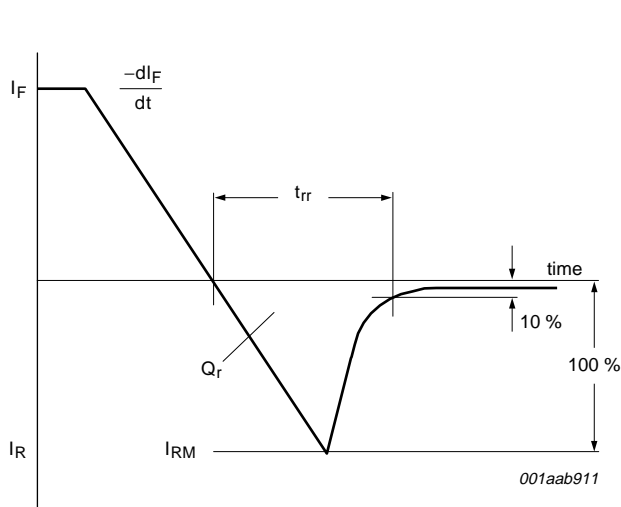 I_F
−dI_F
dt
t_rr
time
10 %
Q_r
100 %
I_R
I_RM
001aab911